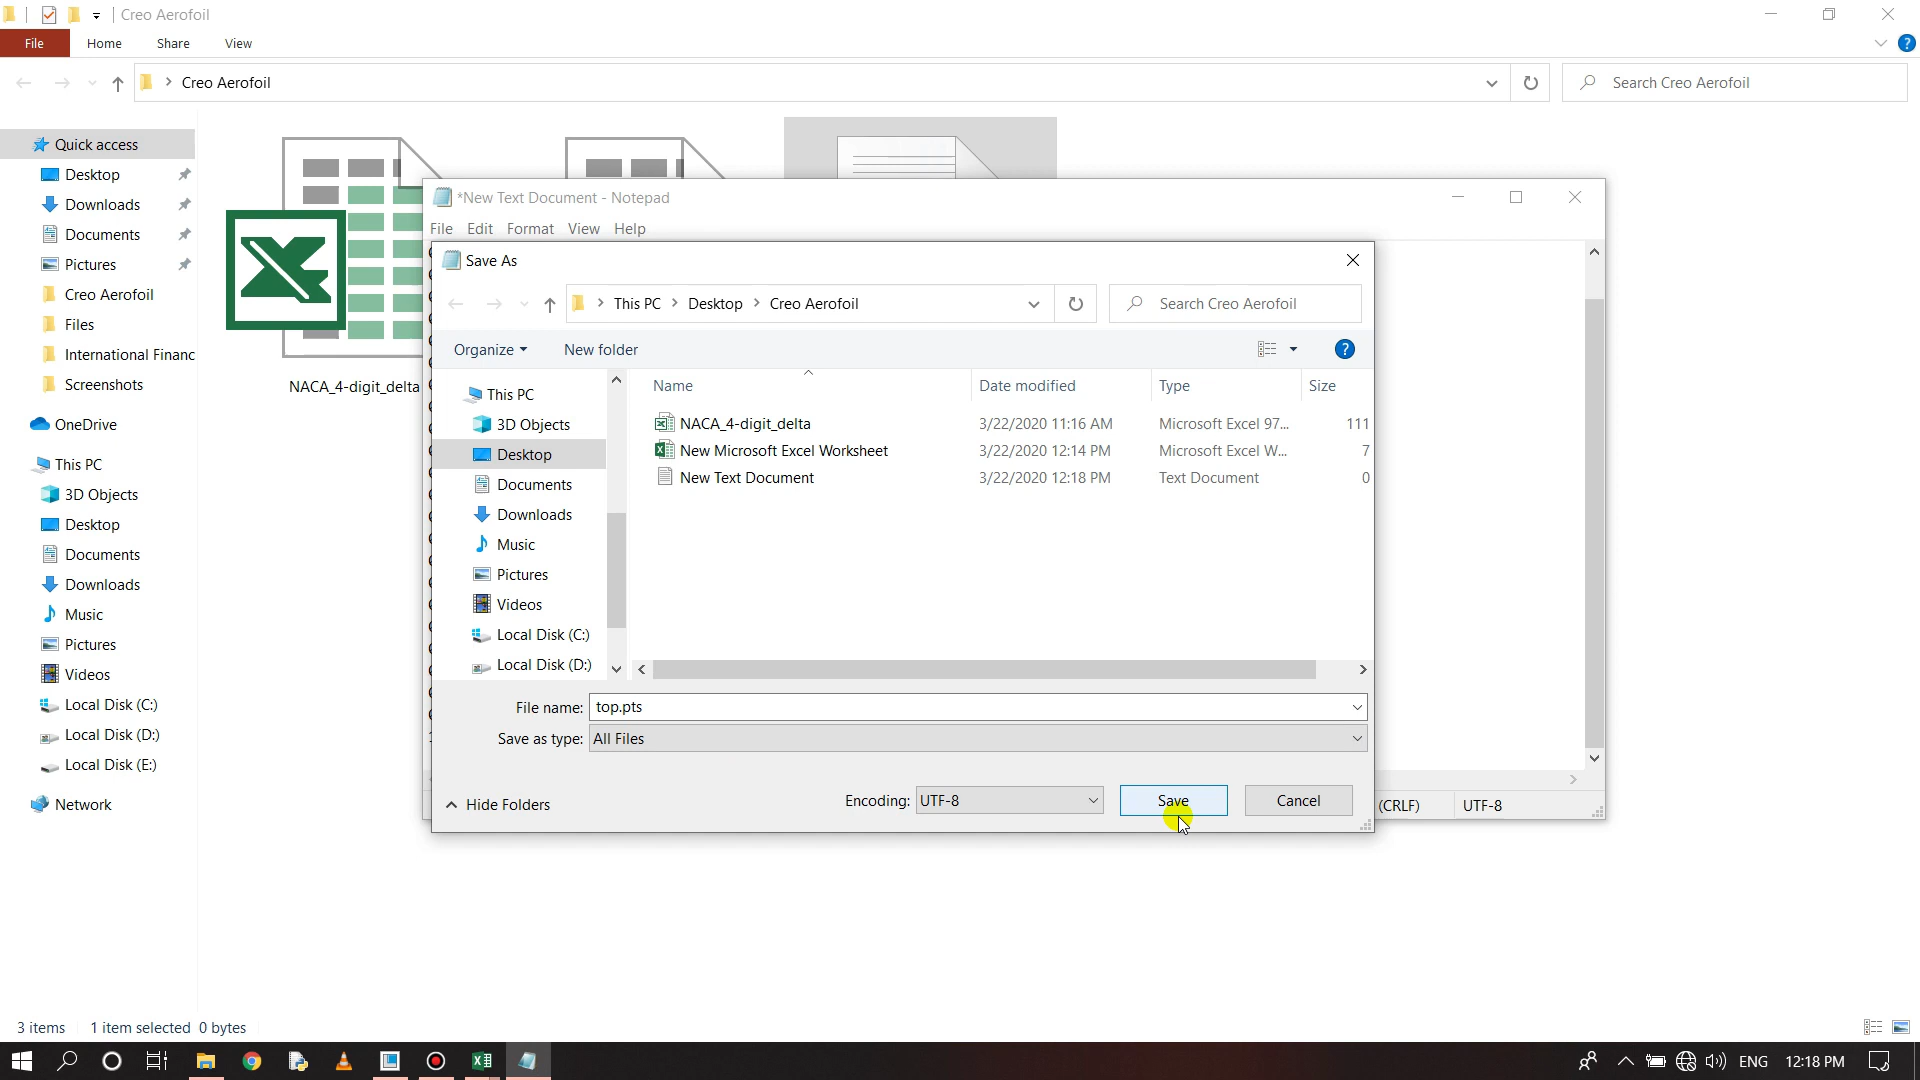 Creo Aerofoil
File Home Share View
Creo Aerofoil
Search Creo Aerofoil
Quick access
Desktop
Downloads
Documents
Pictures
Creo Aerofoil
Files
International Financ
Screenshots
OneDrive
This PC
3D Objects
Desktop
Documents
Downloads
Music
Pictures
Videos
Local Disk (C:)
Local Disk (D:)
Local Disk (E:)
Network
NACA_4-digit_delta
*New Text Document - Notepad
File Edit Format View Help
Save As
This PC Desktop Creo Aerofoil
Search Creo Aerofoil
Organize New folder
This PC
3D Objects
Desktop
Documents
Downloads
Music
Pictures
Videos
Local Disk (C:)
Local Disk (D:)
Name Date modified Type Size
NACA_4-digit_delta 3/22/2020 11:16 AM Microsoft Excel 97... 111
New Microsoft Excel Worksheet 3/22/2020 12:14 PM Microsoft Excel W... 7
New Text Document 3/22/2020 12:18 PM Text Document 0
File name: top.pts
Save as type: All Files
Hide Folders
Encoding: UTF-8 Save Cancel
(CRLF) UTF-8
3 items 1 item selected 0 bytes
ENG 12:18 PM